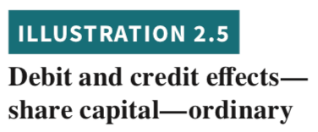 ILLUSTRATION 2.5
Debit and credit effects—
share capital—ordinary